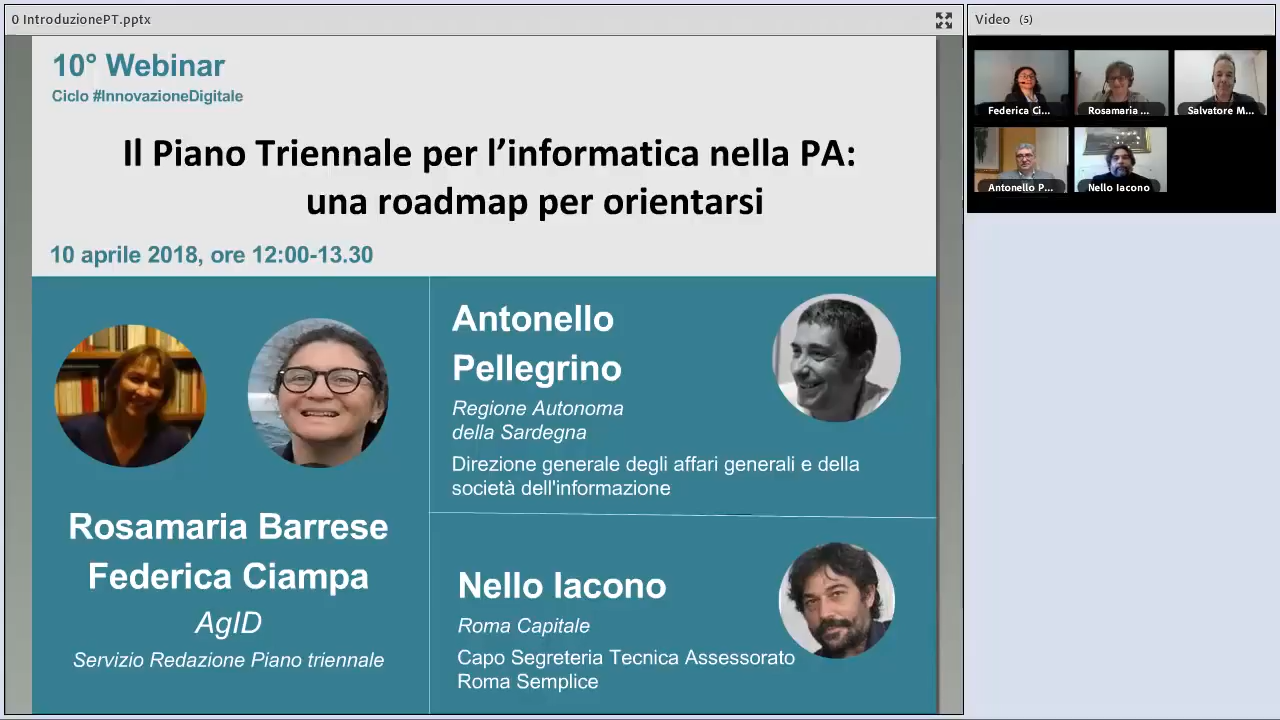 0 IntroduzionePT.pptx
10° Webinar
Ciclo #InnovazioneDigitale
Il Piano Triennale per l’informatica nella PA:
una roadmap per orientarsi
10 aprile 2018, ore 12:00-13.30
Rosamaria Barrese
Federica Ciampa
AgID
Servizio Redazione Piano triennale
Antonello
Pellegrino
Regione Autonoma
della Sardegna
Direzione generale degli affari generali e della
società dell'informazione
Nello Iacono
Roma Capitale
Capo Segreteria Tecnica Assessorato
Roma Semplice
Video (5)
Federica Ci...
Rosamaria ...
Salvatore M...
Antonello P...
Nello Iacono